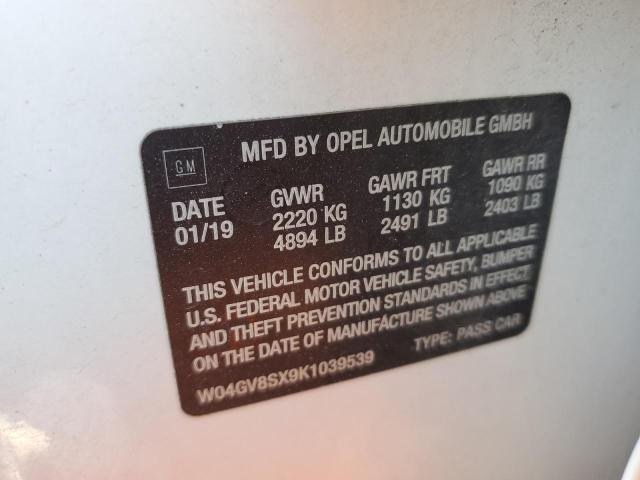 GM
MFD BY OPEL AUTOMOBILE GMBH
DATE GVWR GAWR FRT GAWR RR
01/19 2220 KG 1130 KG 1090 KG
4894 LB 2491 LB 2403 LB
THIS VEHICLE CONFORMS TO ALL APPLICABLE
U.S. FEDERAL MOTOR VEHICLE SAFETY, BUMPER
AND THEFT PREVENTION STANDARDS IN EFFECT
ON THE DATE OF MANUFACTURE SHOWN ABOVE
W04GV8SX9K1039539 TYPE: PASS CAR